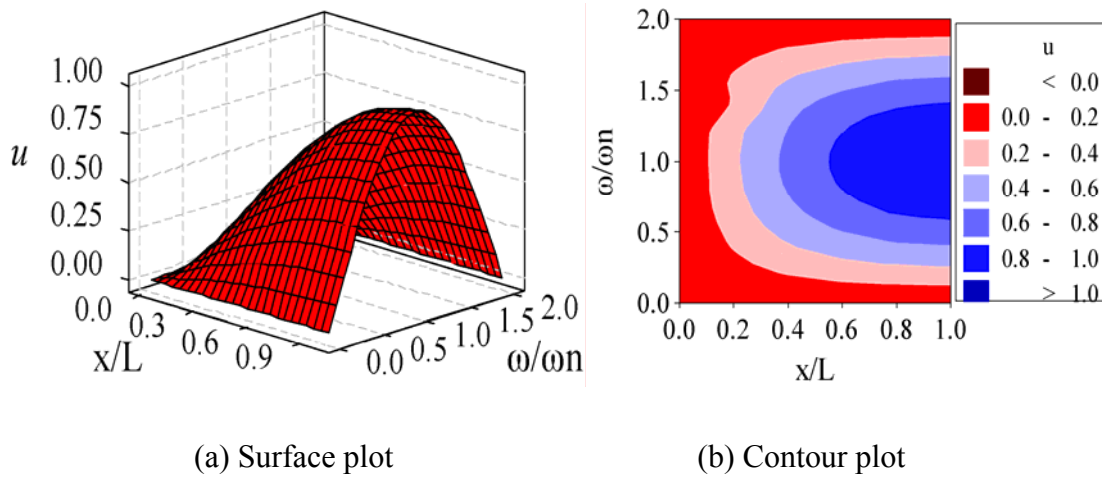 1.00
0.75
u
0.50
0.25
0.00
0.0
0.3
0.6
0.9
x/L
0.0
0.5
1.0
1.5
2.0
ω/ωn
2.0
1.5
1.0
0.5
0.0
ω/ωn
0.0 0.2 0.4 0.6 0.8 1.0
x/L
u
< 0.0
0.0 - 0.2
0.2 - 0.4
0.4 - 0.6
0.6 - 0.8
0.8 - 1.0
> 1.0
(a) Surface plot
(b) Contour plot